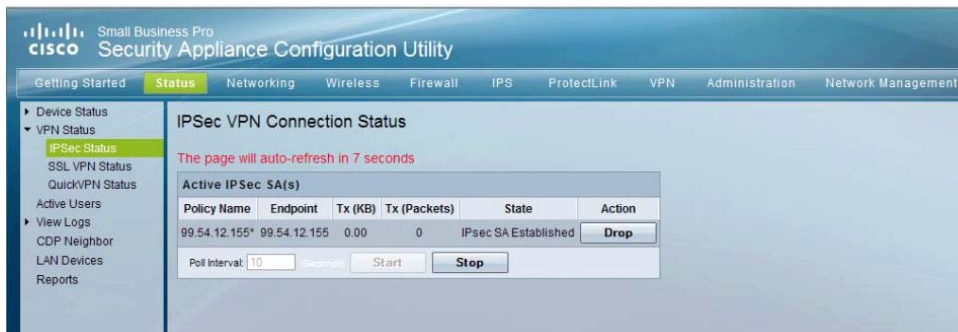 Small Business Pro
CISCO Security Appliance Configuration Utility
Getting Started Status Networking Wireless Firewall IPS ProtectLink VPN Administration Network Management
Device Status
VPN Status
IPSec Status
SSL VPN Status
QuickVPN Status
Active Users
View Logs
CDP Neighbor
LAN Devices
Reports
IPSec VPN Connection Status
The page will auto-refresh in 7 seconds
Active IPSec SA(s)
Policy Name Endpoint Tx (KB) Tx (Packets) State Action
99.54.12.155* 99.54.12.155 0.00 0 IPsec SA Established Drop
Poll Interval: 10 (Seconds) Start Stop